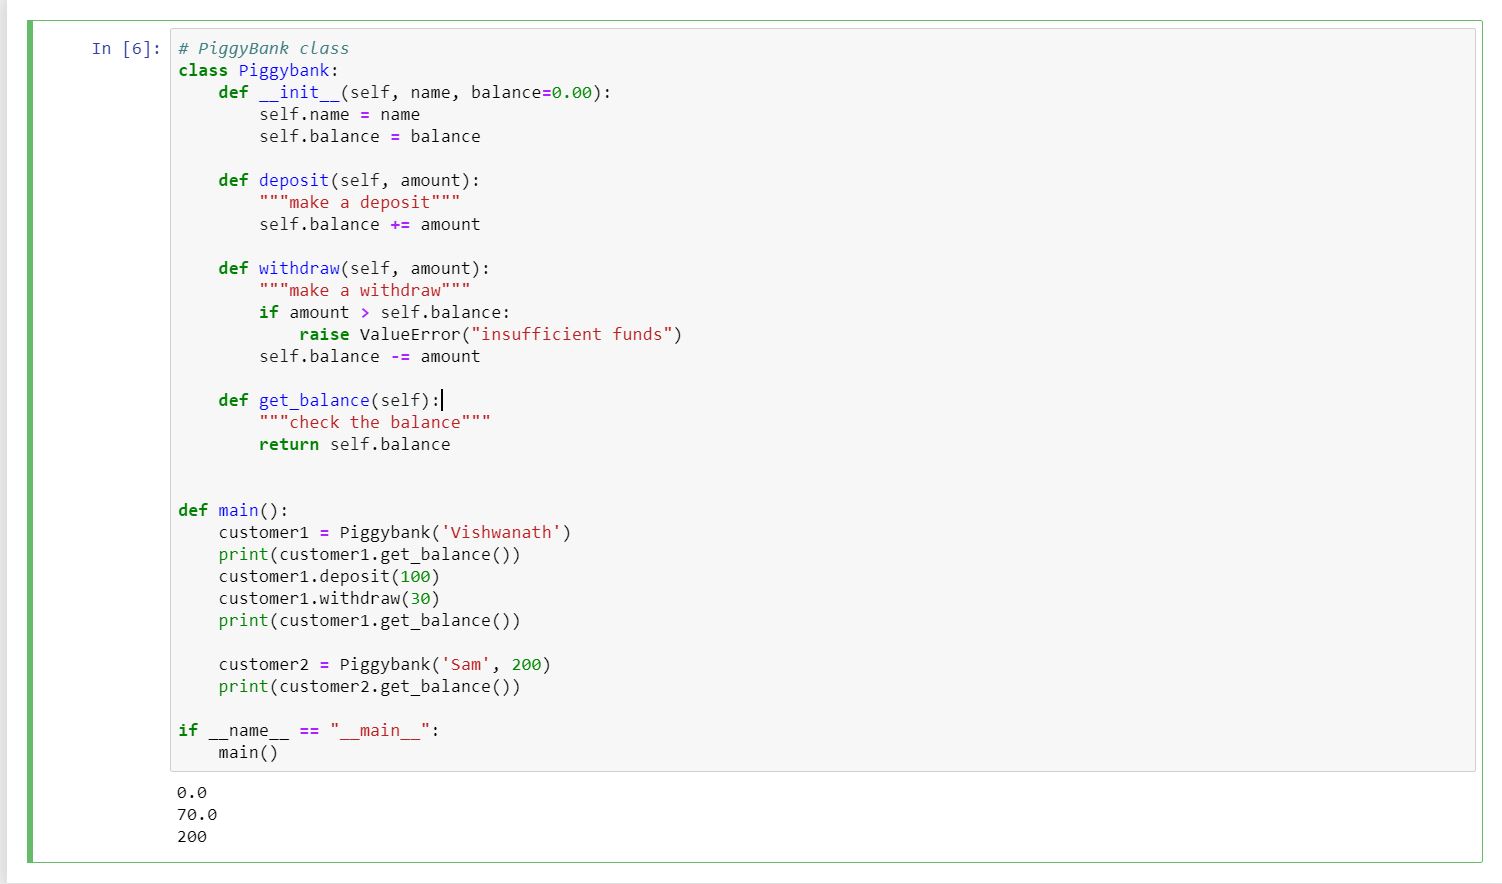 In [6]: # PiggyBank class
class Piggybank:
    def __init__(self, name, balance=0.00):
        self.name = name
        self.balance = balance

    def deposit(self, amount):
        """make a deposit"""
        self.balance += amount

    def withdraw(self, amount):
        """make a withdraw"""
        if amount > self.balance:
            raise ValueError("insufficient funds")
        self.balance -= amount

    def get_balance(self):
        """check the balance"""
        return self.balance


def main():
    customer1 = Piggybank('Vishwanath')
    print(customer1.get_balance())
    customer1.deposit(100)
    customer1.withdraw(30)
    print(customer1.get_balance())

    customer2 = Piggybank('Sam', 200)
    print(customer2.get_balance())

if __name__ == "__main__":
    main()
0.0
70.0
200